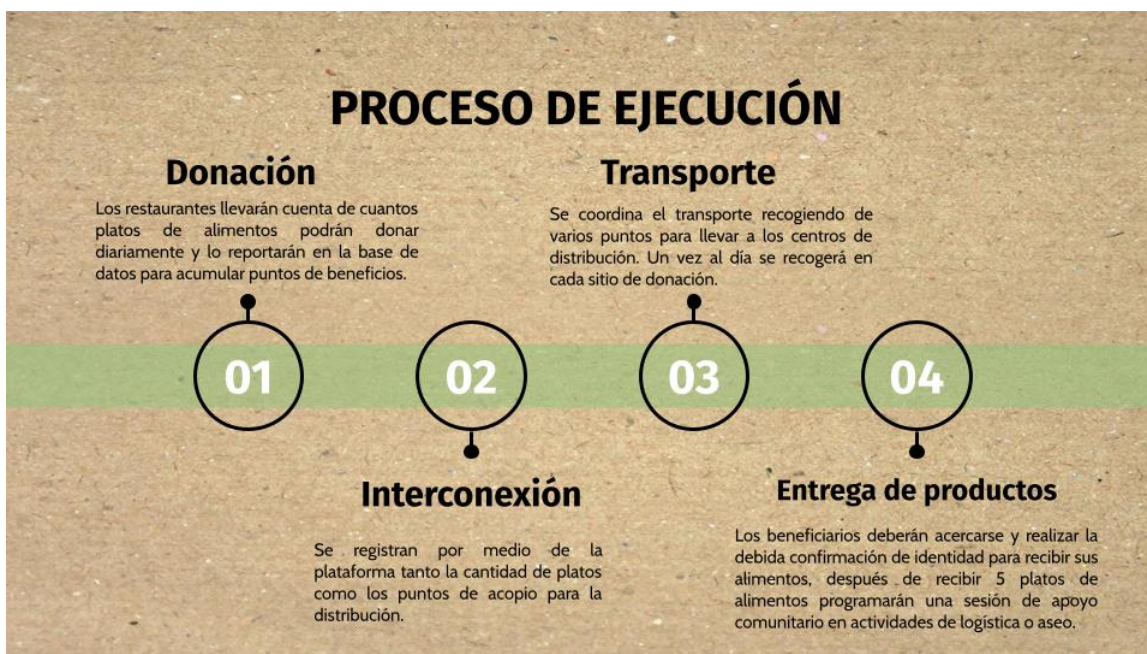 PROCESO DE EJECUCIÓN
Donación
Los restaurantes llevarán cuenta de cuantos
platos de alimentos podrán donar
diariamente y lo reportarán en la base de
datos para acumular puntos de beneficios.
Transporte
Se coordina el transporte recogiendo de
varios puntos para llevar a los centros de
distribución. Un vez al día se recogerá en
cada sitio de donación.
01
02
03
04
Interconexión
Se registran por medio de la
plataforma tanto la cantidad de platos
como los puntos de acopio para la
distribución.
Entrega de productos
Los beneficiarios deberán acercarse y realizar la
debida confirmación de identidad para recibir sus
alimentos, después de recibir 5 platos de
alimentos programarán una sesión de apoyo
comunitario en actividades de logística o aseo.